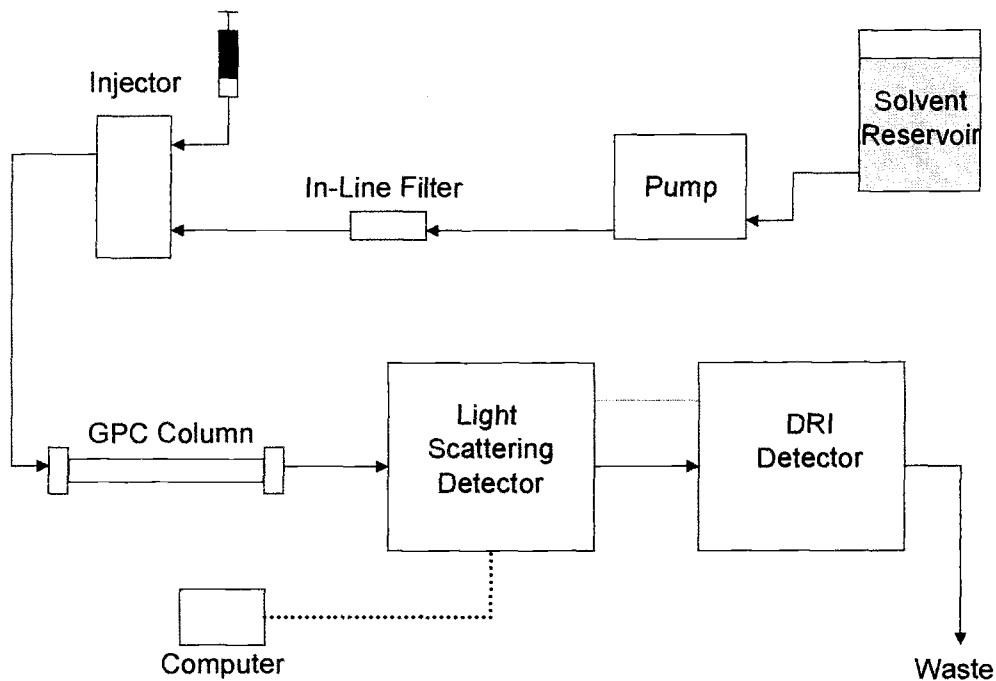 Injector
Solvent
Reservoir
In-Line Filter
Pump
GPC Column
Light
Scattering
Detector
DRI
Detector
Computer
Waste